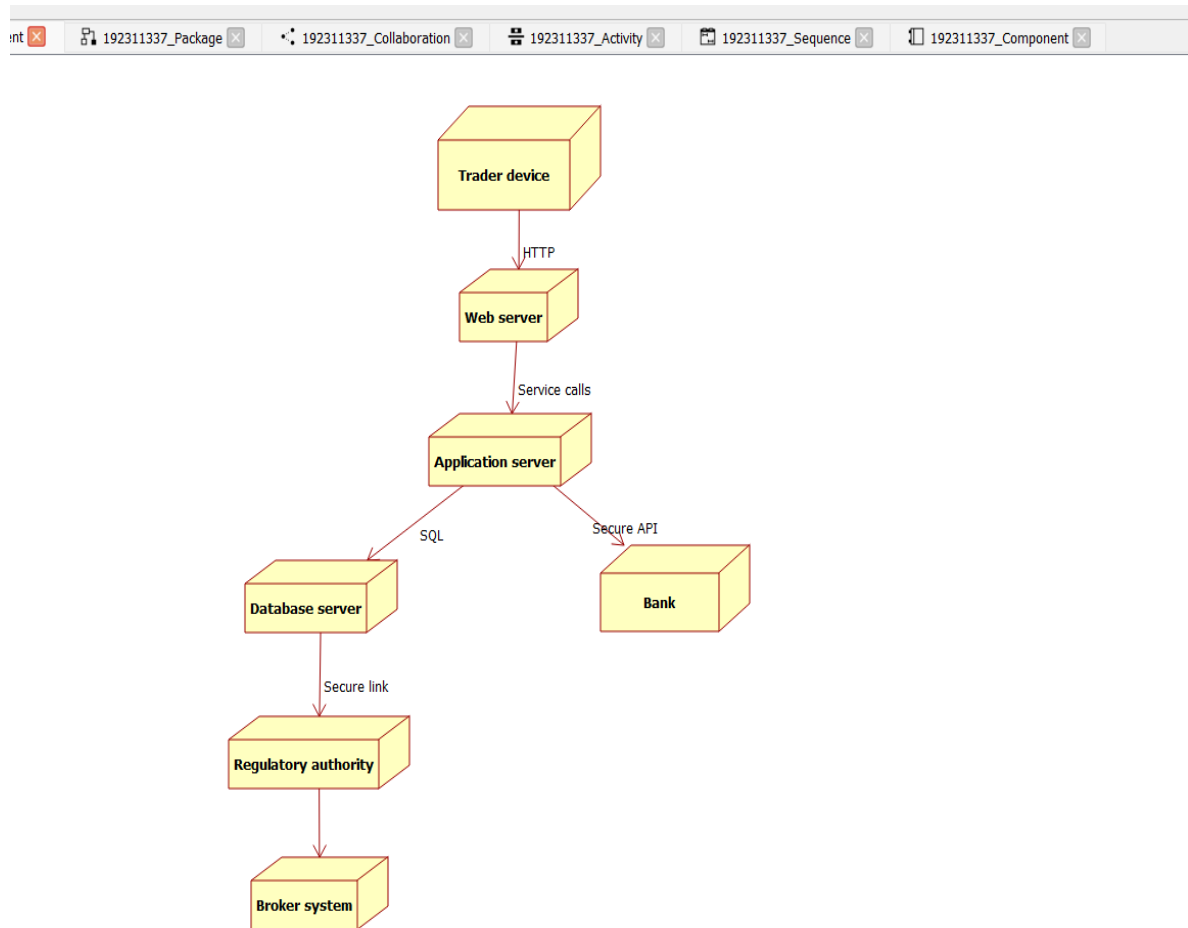 ent
192311337_Package
192311337_Collaboration
192311337_Activity
192311337_Sequence
192311337_Component
Trader device
HTTP
Web server
Service calls
Application server
SQL
Secure API
Database server
Bank
Secure link
Regulatory authority
Broker system